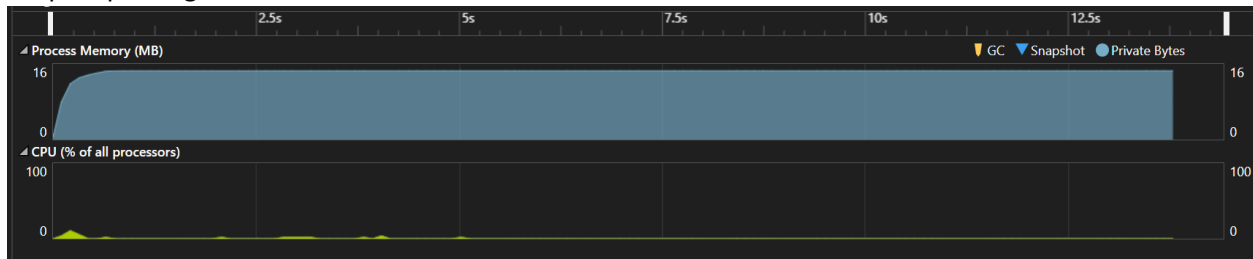 2.5s 5s 7.5s 10s 12.5s
Process Memory (MB) GC Snapshot Private Bytes
16 16
0 0
CPU (% of all processors)
100 100
0 0